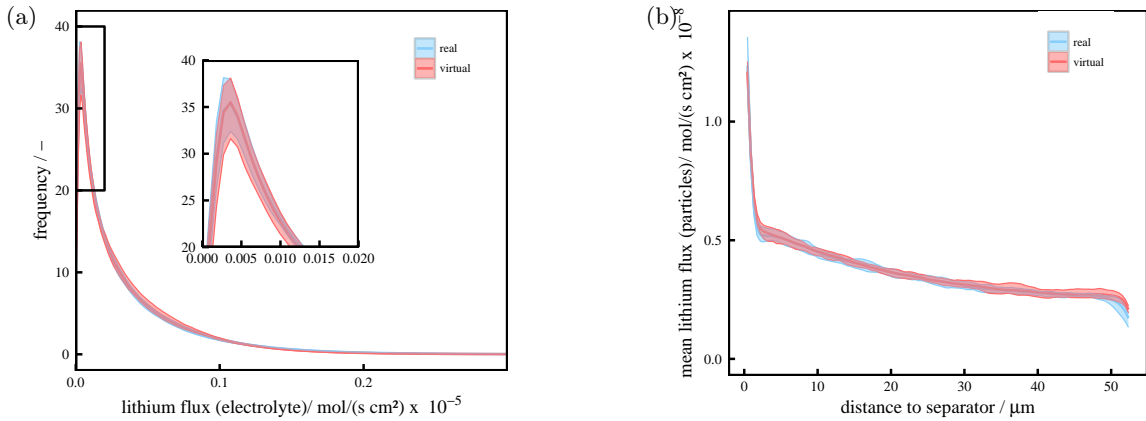 (a)
40
30
20
10
0
frequency / –
real
virtual
40
35
30
25
20
0.000
0.005
0.010
0.015
0.020
0.0
0.1
0.2
lithium flux (electrolyte)/ mol/(s cm²) x 10⁻⁵
(b)
mean lithium flux (particles)/ mol/(s cm²) x 10⁻⁸
real
virtual
1.0
0.5
0.0
0
10
20
30
40
50
distance to separator / μm